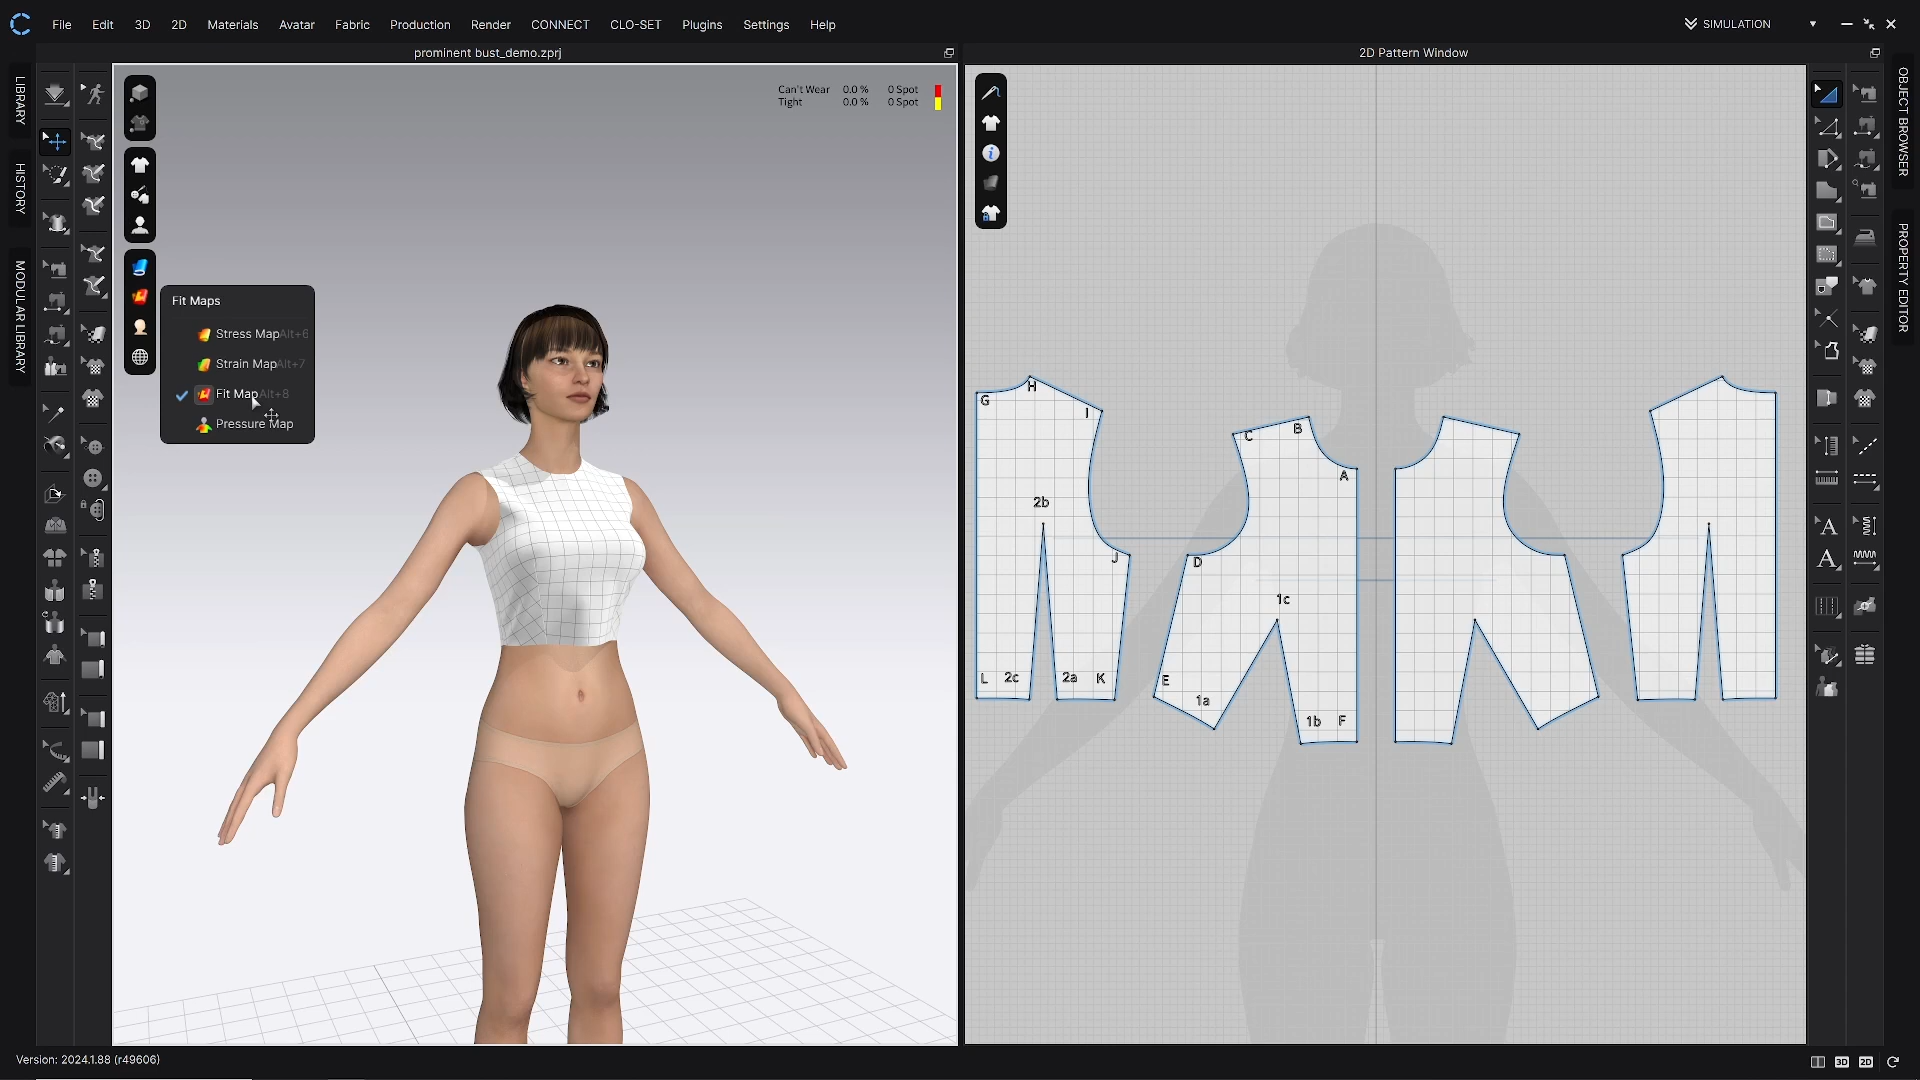 File Edit 3D 2D Materials Avatar Fabric Production Render CONNECT CLO-SET Plugins Settings Help SIMULATION
prominent bust_demo.zprj
2D Pattern Window
LIBRARY
HISTORY
MODULAR LIBRARY
Can't Wear 0.0 % 0 Spot
Tight 0.0 % 0 Spot
Fit Maps
Stress Map Alt+6
Strain Map Alt+7
Fit Map Alt+8
Pressure Map
G H I
2b
J
L 2c 2a K
C B
A
D
1c
E
1a
1b F
A
A
OBJECT BROWSER
PROPERTY EDITOR
Version: 2024.1.88 (r49606)
3D 2D